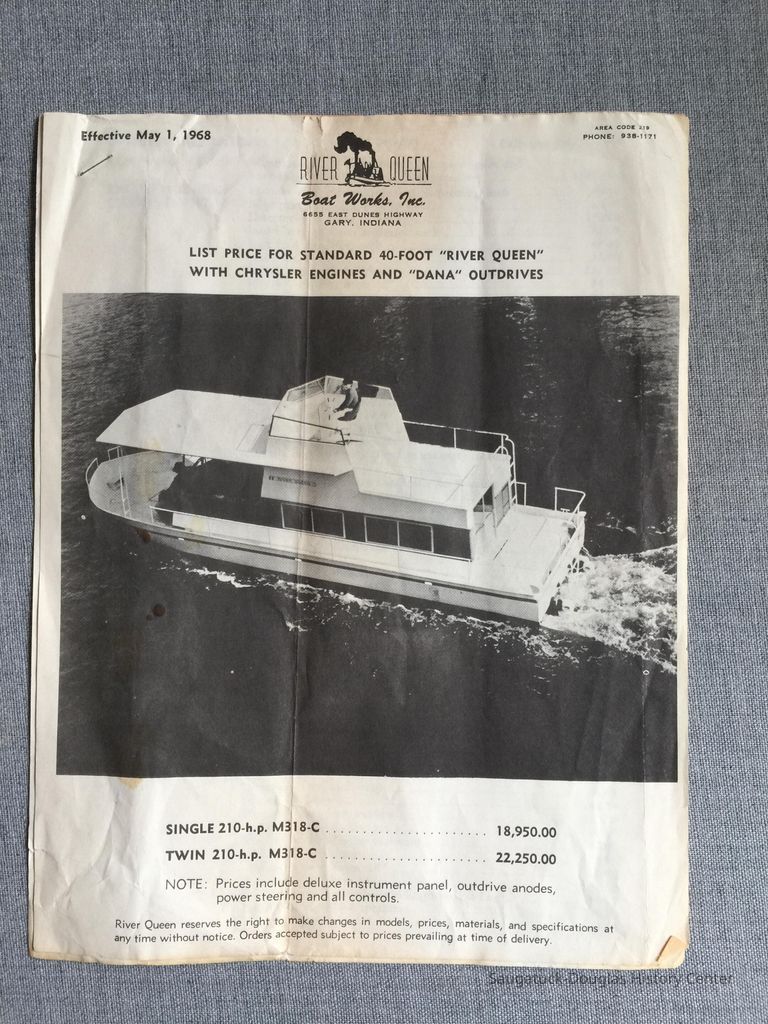 Effective May 1, 1968
AREA CODE 219
PHONE: 938-1171
RIVER QUEEN
Boat Works, Inc.
6655 EAST DUNES HIGHWAY
GARY, INDIANA
LIST PRICE FOR STANDARD 40-FOOT "RIVER QUEEN"
WITH CHRYSLER ENGINES AND "DANA" OUTDRIVES
SINGLE 210-h.p. M318-C ...................... 18,950.00
TWIN 210-h.p. M318-C ...................... 22,250.00
NOTE: Prices include deluxe instrument panel, outdrive anodes,
power steering and all controls.
River Queen reserves the right to make changes in models, prices, materials, and specifications at
any time without notice. Orders accepted subject to prices prevailing at time of delivery.
Saugatuck-Douglas History Center